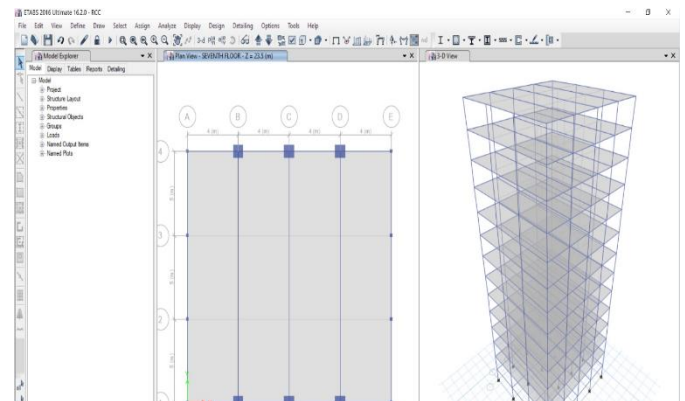 ETABS 2016 Ultimate 16.2.0 - RCC
File Edit View Define Draw Select Assign Analyze Display Design Detailing Options Tools Help
Model Explorer
Plan View - SEVENTH FLOOR - Z = 23.5 (m)
3-D View
Model Display Tables Reports Detailing
Model
Project
Structure Layout
Properties
Structural Objects
Groups
Loads
Named Output Items
Named Plots
A B C D E
4 (m) 4 (m) 4 (m) 4 (m)
4
3
2